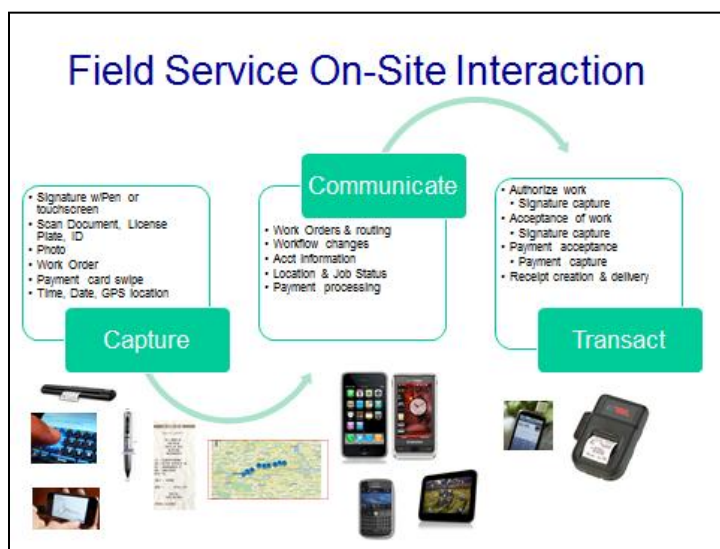 Field Service On-Site Interaction
• Signature w/Pen or
touchscreen
• Scan Document, License
Plate, ID
• Photo
• Work Order
• Payment card swipe
• Time, Date, GPS location
Capture
Communicate
• Work Orders & routing
• Workflow changes
• Acct Information
• Location & Job Status
• Payment processing
• Authorize work
• Signature capture
• Acceptance of work
• Signature capture
• Payment acceptance
• Payment capture
• Receipt creation & delivery
Transact